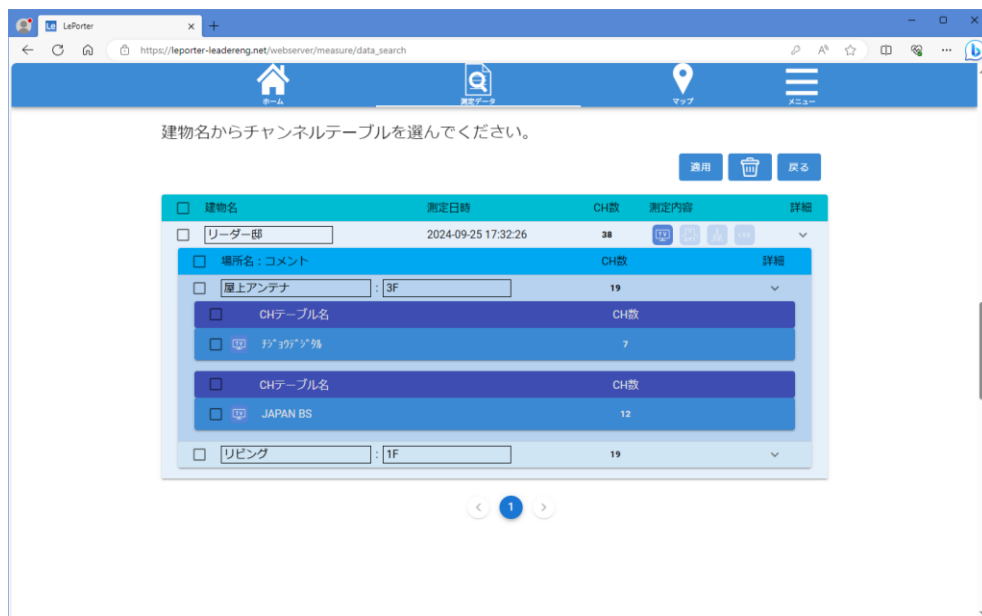 LePorter
https://leporter-leadereng.net/webserver/measure/data_search
ホーム
測定データ
マップ
メニュー
建物名からチャンネルテーブルを選んでください。
適用
戻る
建物名 測定日時 CH数 測定内容 詳細
リーダー邸 2024-09-25 17:32:26 38
場所名：コメント CH数 詳細
屋上アンテナ : 3F 19
CHテーブル名 CH数
TV ﾁｼﾞｮｳﾃﾞｼﾞﾀﾙ 7
CHテーブル名 CH数
TV JAPAN BS 12
リビング : 1F 19
1